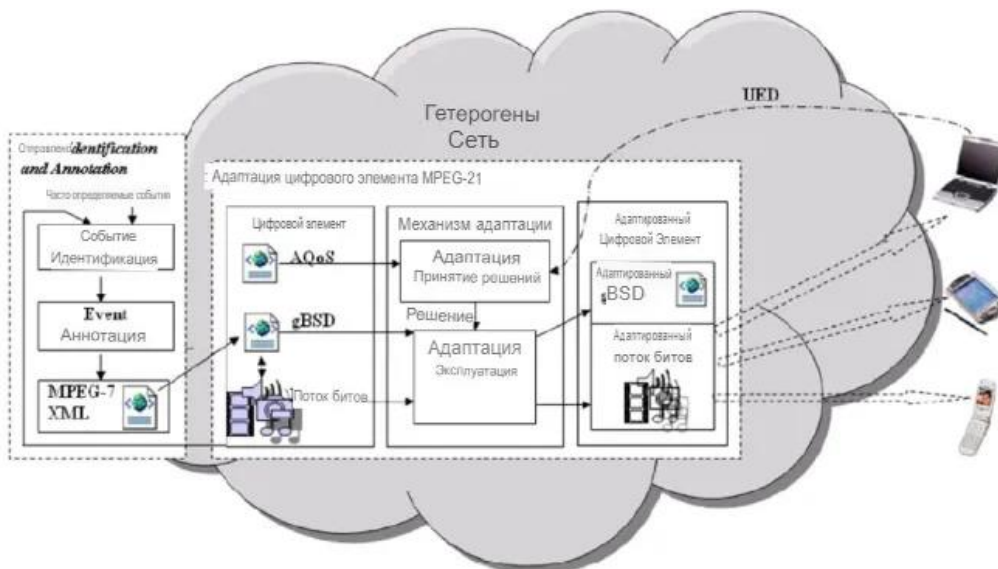 Гетерогены
Сеть
UED
Отправлено dentification
and Annotation
Часто определяемые события
Событие
Идентификация
Event
Аннотация
MPEG-7
XML
: Адаптация цифрового элемента MPEG-21
Цифровой элемент
AQoS
gBSD
Поток битов
Механизм адаптации
Адаптация
Принятие решений
Решение
Адаптация
Эксплуатация
Адаптированный
Цифровой Элемент
Адаптированный
gBSD
Адаптированный
поток битов